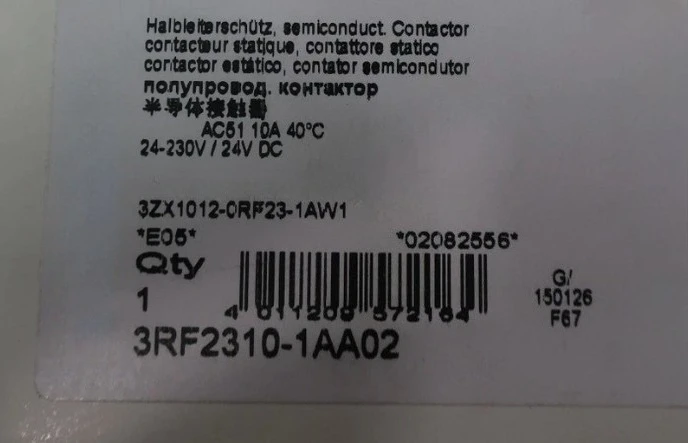 Halbleiterschütz, semiconduct. Contactor
contacteur statique, contattore statico
contactor estático, contator semicondutor
полупровод. контактор
半导体接触器
AC51 10A 40°C
24-230V / 24V DC
3ZX1012-0RF23-1AW1
*E05*
*02082556*
Qty
1
4 011209 572164
G/
150126
F67
3RF2310-1AA02